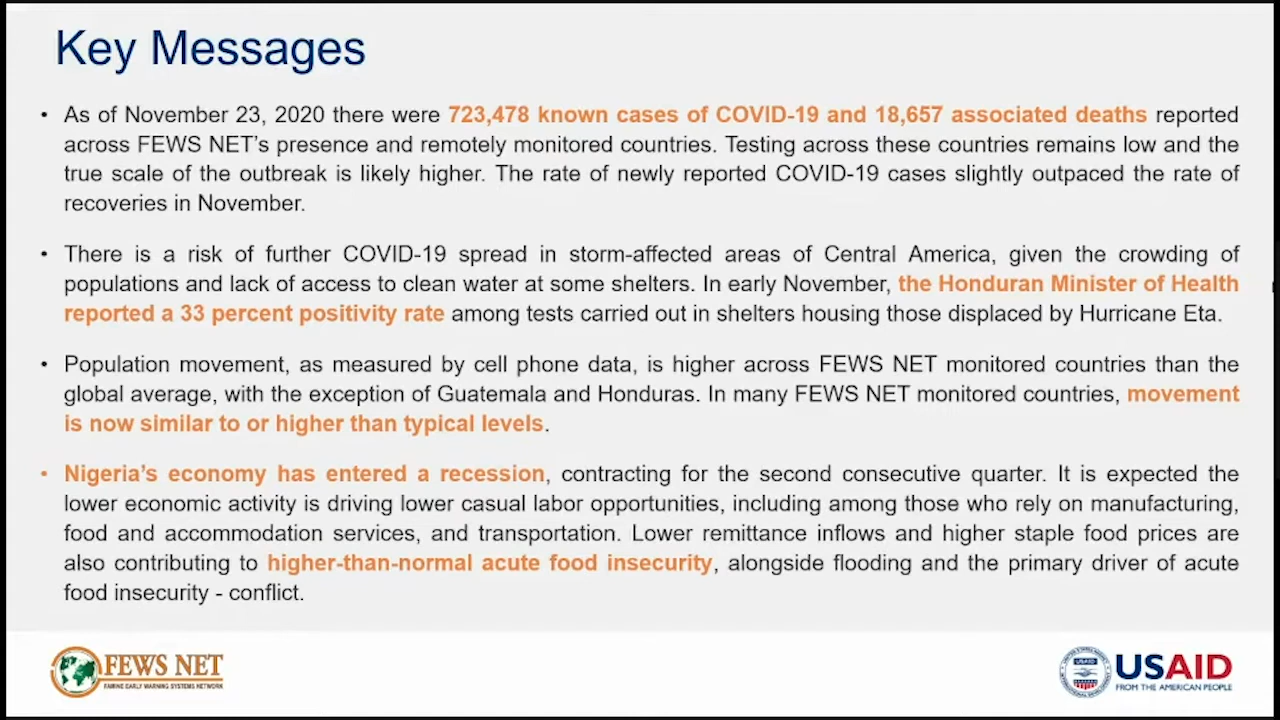 Key Messages
• As of November 23, 2020 there were 723,478 known cases of COVID-19 and 18,657 associated deaths reported
across FEWS NET’s presence and remotely monitored countries. Testing across these countries remains low and the
true scale of the outbreak is likely higher. The rate of newly reported COVID-19 cases slightly outpaced the rate of
recoveries in November.
• There is a risk of further COVID-19 spread in storm-affected areas of Central America, given the crowding of
populations and lack of access to clean water at some shelters. In early November, the Honduran Minister of Health
reported a 33 percent positivity rate among tests carried out in shelters housing those displaced by Hurricane Eta.
• Population movement, as measured by cell phone data, is higher across FEWS NET monitored countries than the
global average, with the exception of Guatemala and Honduras. In many FEWS NET monitored countries, movement
is now similar to or higher than typical levels.
• Nigeria’s economy has entered a recession, contracting for the second consecutive quarter. It is expected the
lower economic activity is driving lower casual labor opportunities, including among those who rely on manufacturing,
food and accommodation services, and transportation. Lower remittance inflows and higher staple food prices are
also contributing to higher-than-normal acute food insecurity, alongside flooding and the primary driver of acute
food insecurity - conflict.
FEWS NET
FAMINE EARLY WARNING SYSTEMS NETWORK
USAID
USAID
FROM THE AMERICAN PEOPLE